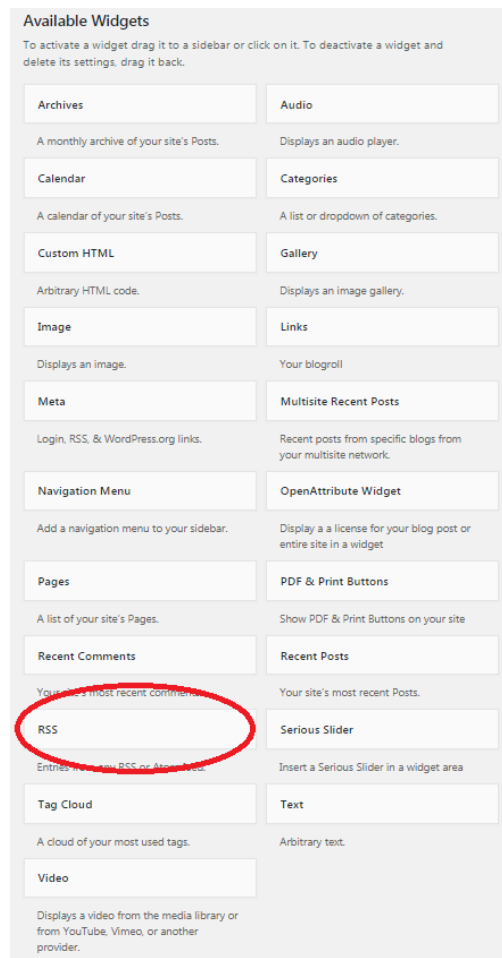 Available Widgets
To activate a widget drag it to a sidebar or click on it. To deactivate a widget and
delete its settings, drag it back.
Archives
A monthly archive of your site's Posts.
Audio
Displays an audio player.
Calendar
A calendar of your site's Posts.
Categories
A list or dropdown of categories.
Custom HTML
Arbitrary HTML code.
Gallery
Displays an image gallery.
Image
Displays an image.
Links
Your blogroll
Meta
Login, RSS, & WordPress.org links.
Multisite Recent Posts
Recent posts from specific blogs from
your multisite network.
Navigation Menu
Add a navigation menu to your sidebar.
OpenAttribute Widget
Display a a license for your blog post or
entire site in a widget
Pages
A list of your site's Pages.
PDF & Print Buttons
Show PDF & Print Buttons on your site
Recent Comments
Your site's most recent comments.
Recent Posts
Your site's most recent Posts.
RSS
Entries from any RSS or Atom feed.
Serious Slider
Insert a Serious Slider in a widget area
Tag Cloud
A cloud of your most used tags.
Text
Arbitrary text.
Video
Displays a video from the media library or
from YouTube, Vimeo, or another
provider.